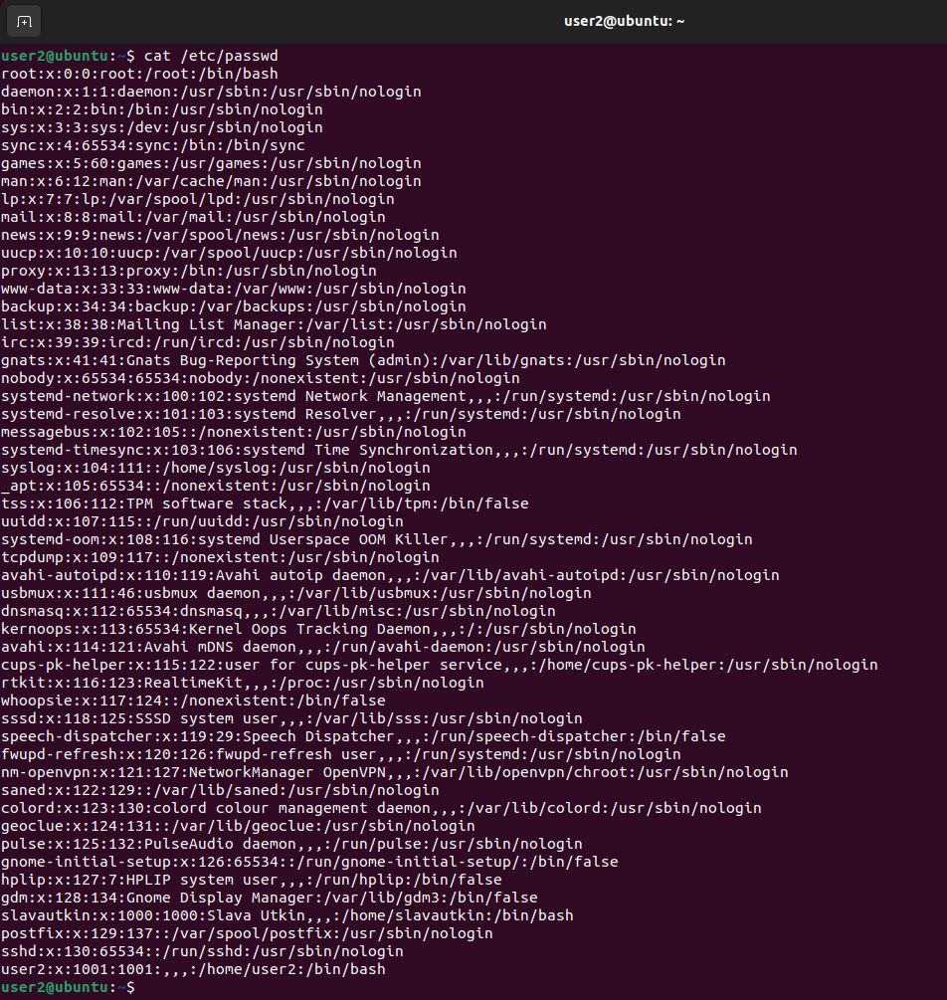 user2@ubuntu: ~
user2@ubuntu:~$ cat /etc/passwd
root:x:0:0:root:/root:/bin/bash
daemon:x:1:1:daemon:/usr/sbin:/usr/sbin/nologin
bin:x:2:2:bin:/bin:/usr/sbin/nologin
sys:x:3:3:sys:/dev:/usr/sbin/nologin
sync:x:4:65534:sync:/bin:/bin/sync
games:x:5:60:games:/usr/games:/usr/sbin/nologin
man:x:6:12:man:/var/cache/man:/usr/sbin/nologin
lp:x:7:7:lp:/var/spool/lpd:/usr/sbin/nologin
mail:x:8:8:mail:/var/mail:/usr/sbin/nologin
news:x:9:9:news:/var/spool/news:/usr/sbin/nologin
uucp:x:10:10:uucp:/var/spool/uucp:/usr/sbin/nologin
proxy:x:13:13:proxy:/bin:/usr/sbin/nologin
www-data:x:33:33:www-data:/var/www:/usr/sbin/nologin
backup:x:34:34:backup:/var/backups:/usr/sbin/nologin
list:x:38:38:Mailing List Manager:/var/list:/usr/sbin/nologin
irc:x:39:39:ircd:/run/ircd:/usr/sbin/nologin
gnats:x:41:41:Gnats Bug-Reporting System (admin):/var/lib/gnats:/usr/sbin/nologin
nobody:x:65534:65534:nobody:/nonexistent:/usr/sbin/nologin
systemd-network:x:100:102:systemd Network Management,,,:/run/systemd:/usr/sbin/nologin
systemd-resolve:x:101:103:systemd Resolver,,,:/run/systemd:/usr/sbin/nologin
messagebus:x:102:105::/nonexistent:/usr/sbin/nologin
systemd-timesync:x:103:106:systemd Time Synchronization,,,:/run/systemd:/usr/sbin/nologin
syslog:x:104:111::/home/syslog:/usr/sbin/nologin
_apt:x:105:65534::/nonexistent:/usr/sbin/nologin
tss:x:106:112:TPM software stack,,,:/var/lib/tpm:/bin/false
uuidd:x:107:115::/run/uuidd:/usr/sbin/nologin
systemd-oom:x:108:116:systemd Userspace OOM Killer,,,:/run/systemd:/usr/sbin/nologin
tcpdump:x:109:117::/nonexistent:/usr/sbin/nologin
avahi-autoipd:x:110:119:Avahi autoip daemon,,,:/var/lib/avahi-autoipd:/usr/sbin/nologin
usbmux:x:111:46:usbmux daemon,,,:/var/lib/usbmux:/usr/sbin/nologin
dnsmasq:x:112:65534:dnsmasq,,,:/var/lib/misc:/usr/sbin/nologin
kernoops:x:113:65534:Kernel Oops Tracking Daemon,,,:/:/usr/sbin/nologin
avahi:x:114:121:Avahi mDNS daemon,,,:/run/avahi-daemon:/usr/sbin/nologin
cups-pk-helper:x:115:122:user for cups-pk-helper service,,,:/home/cups-pk-helper:/usr/sbin/nologin
rtkit:x:116:123:RealtimeKit,,,:/proc:/usr/sbin/nologin
whoopsie:x:117:124::/nonexistent:/bin/false
sssd:x:118:125:SSSD system user,,,:/var/lib/sss:/usr/sbin/nologin
speech-dispatcher:x:119:29:Speech Dispatcher,,,:/run/speech-dispatcher:/bin/false
fwupd-refresh:x:120:126:fwupd-refresh user,,,:/run/systemd:/usr/sbin/nologin
nm-openvpn:x:121:127:NetworkManager OpenVPN,,,:/var/lib/openvpn/chroot:/usr/sbin/nologin
saned:x:122:129::/var/lib/saned:/usr/sbin/nologin
colord:x:123:130:colord colour management daemon,,,:/var/lib/colord:/usr/sbin/nologin
geoclue:x:124:131::/var/lib/geoclue:/usr/sbin/nologin
pulse:x:125:132:PulseAudio daemon,,,:/run/pulse:/usr/sbin/nologin
gnome-initial-setup:x:126:65534::/run/gnome-initial-setup/:/bin/false
hplip:x:127:7:HPLIP system user,,,:/run/hplip:/bin/false
gdm:x:128:134:Gnome Display Manager:/var/lib/gdm3:/bin/false
slavautkin:x:1000:1000:Slava Utkin,,,:/home/slavautkin:/bin/bash
postfix:x:129:137::/var/spool/postfix:/usr/sbin/nologin
sshd:x:130:65534::/run/sshd:/usr/sbin/nologin
user2:x:1001:1001:,,,:/home/user2:/bin/bash
user2@ubuntu:~$